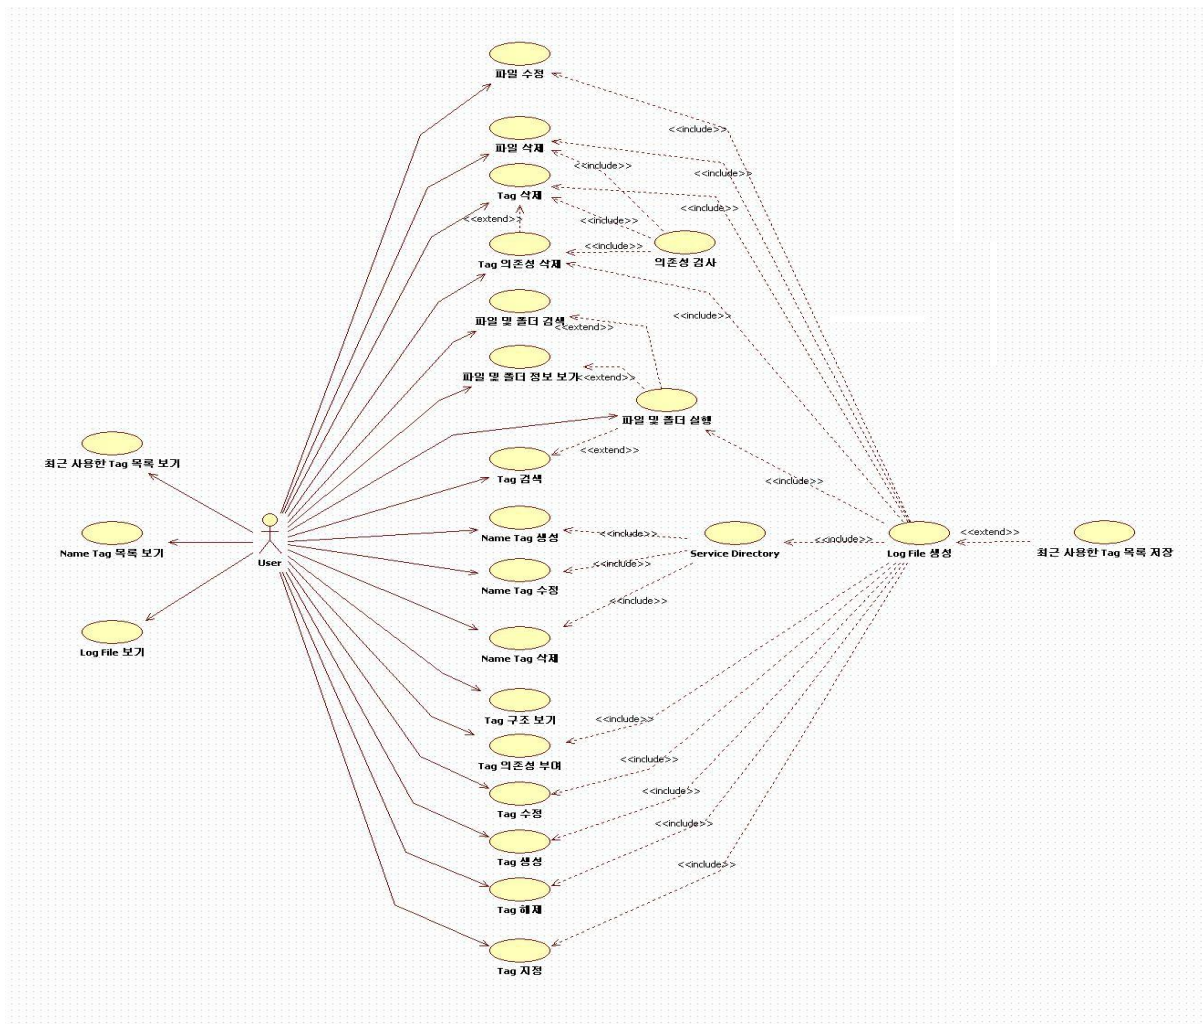 파일 수정
<<include>>
파일 삭제
<<include>>
<<include>>
Tag 삭제
<<include>>
<<extend>>
<<include>>
<<include>>
Tag 의존성 삭제
의존성 검사
<<include>>
파일 및 폴더 검색
<<extend>>
파일 및 폴더 정보 보기
<<extend>>
파일 및 폴더 실행
<<extend>>
최근 사용한 Tag 목록 보기
Tag 검색
<<include>>
Name Tag 생성
<<include>>
<<include>>
<<extend>>
Name Tag 목록 보기
User
Service Directory
Log File 생성
최근 사용한 Tag 목록 저장
<<include>>
Name Tag 수정
<<include>>
Log File 보기
Name Tag 삭제
Tag 구조 보기
<<include>>
Tag 의존성 부여
<<include>>
Tag 수정
<<include>>
<<include>>
Tag 생성
<<include>>
Tag 해제
Tag 지정